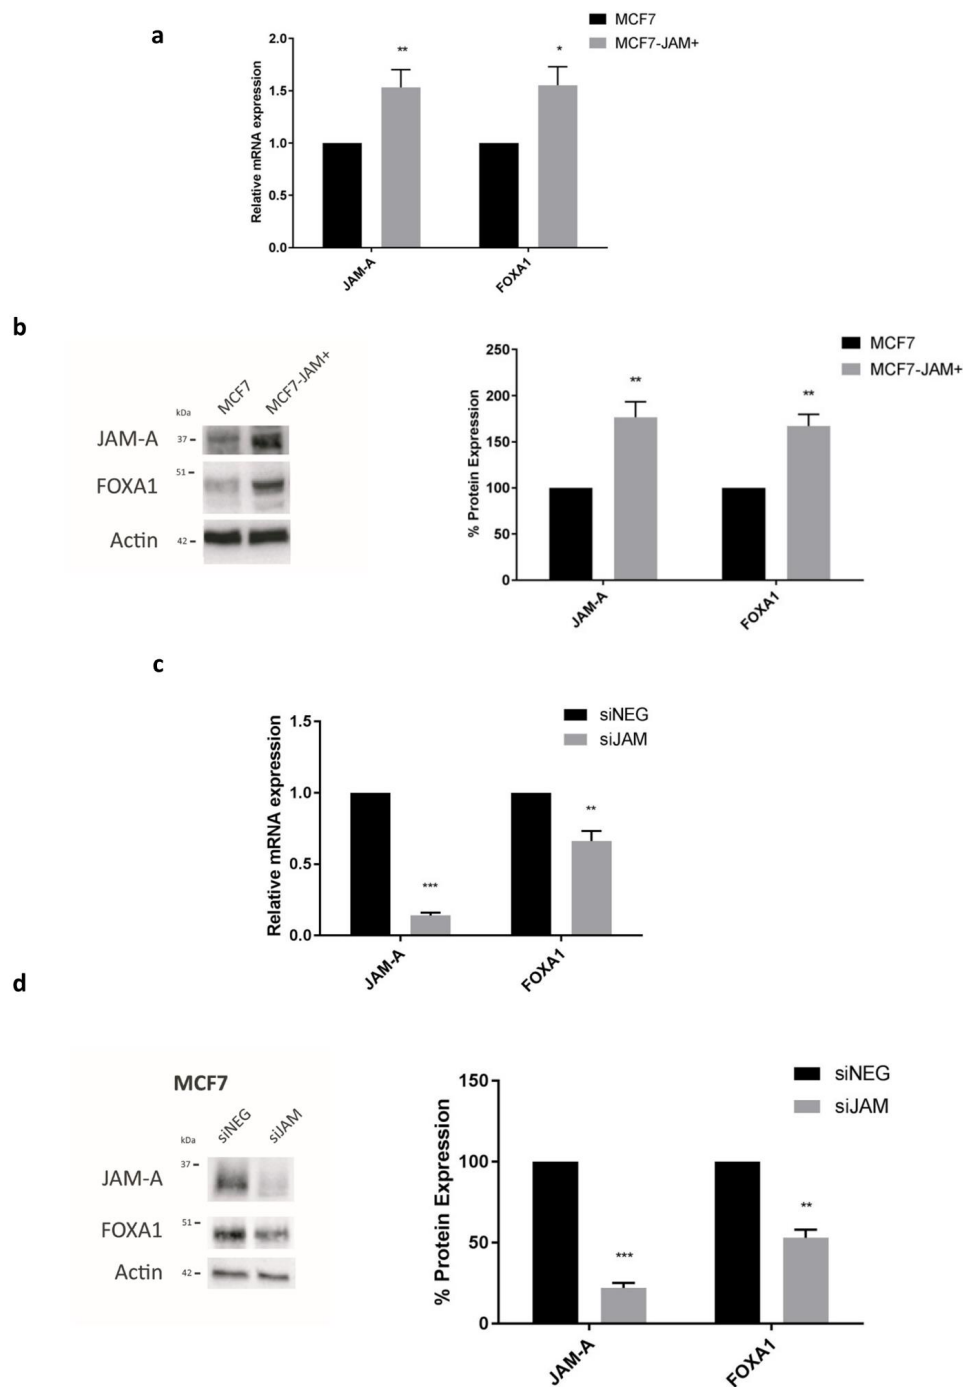 a
MCF7
MCF7-JAM+
Relative mRNA expression
2.0
1.5
1.0
0.5
0.0
**
*
JAM-A
FOXA1
b
kDa
MCF7
MCF7-JAM+
JAM-A
37
51
FOXA1
Actin
42
MCF7
MCF7-JAM+
% Protein Expression
250
200
150
100
50
0
**
**
JAM-A
FOXA1
c
siNEG
siJAM
Relative mRNA expression
1.5
1.0
0.5
0.0
***
**
JAM-A
FOXA1
d
MCF7
kDa
siNEG
siJAM
37
JAM-A
51
FOXA1
Actin
42
siNEG
siJAM
% Protein Expression
150
100
50
0
***
**
JAM-A
FOXA1